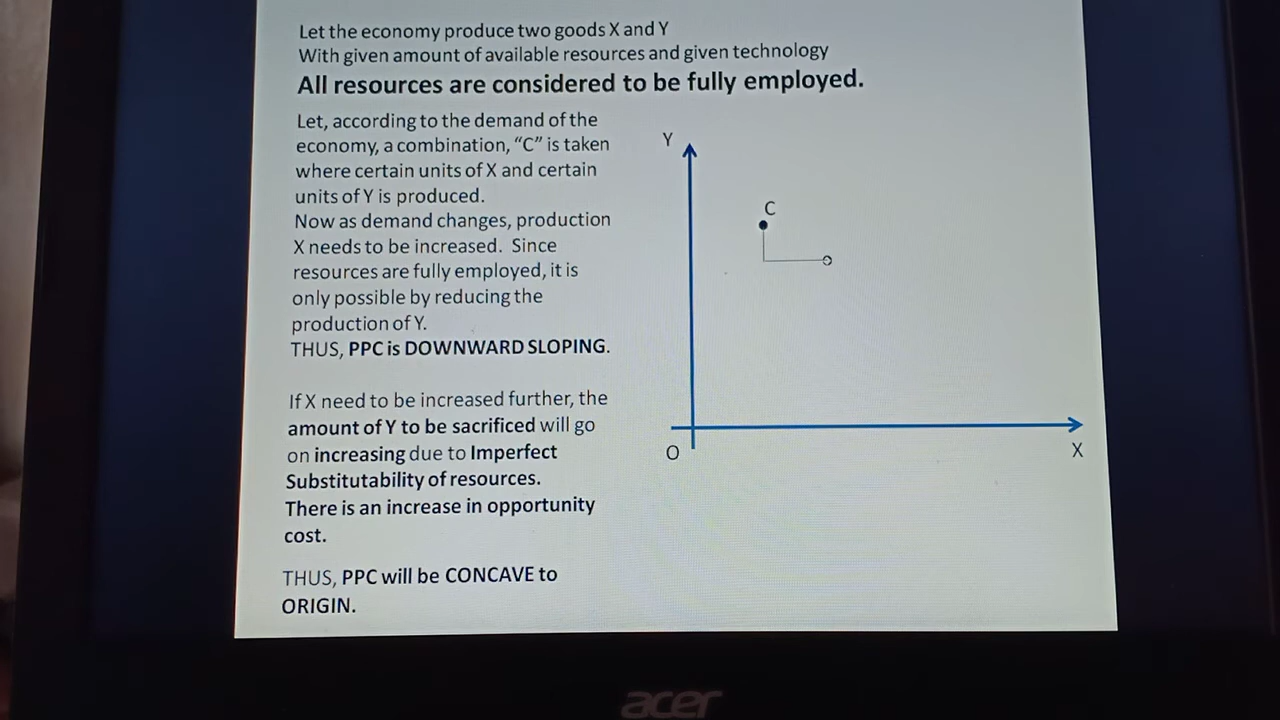 Let the economy produce two goods X and Y
With given amount of available resources and given technology
All resources are considered to be fully employed.
Let, according to the demand of the
economy, a combination, “C” is taken
where certain units of X and certain
units of Y is produced.
Now as demand changes, production
X needs to be increased. Since
resources are fully employed, it is
only possible by reducing the
production of Y.
THUS, PPC is DOWNWARD SLOPING.
If X need to be increased further, the
amount of Y to be sacrificed will go
on increasing due to Imperfect
Substitutability of resources.
There is an increase in opportunity
cost.
THUS, PPC will be CONCAVE to
ORIGIN.
Y
C
O
X
acer